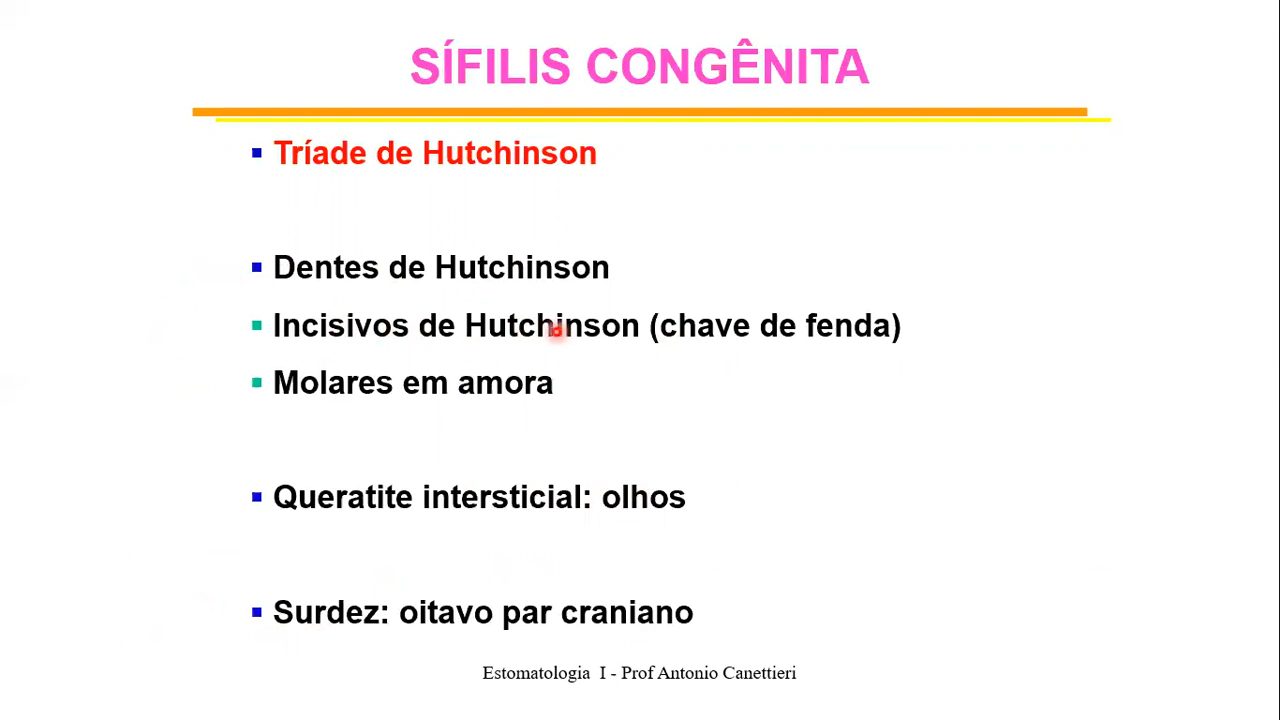 SÍFILIS CONGÊNITA
Tríade de Hutchinson
Dentes de Hutchinson
Incisivos de Hutchinson (chave de fenda)
Molares em amora
Queratite intersticial: olhos
Surdez: oitavo par craniano
Estomatologia I - Prof Antonio Canettieri